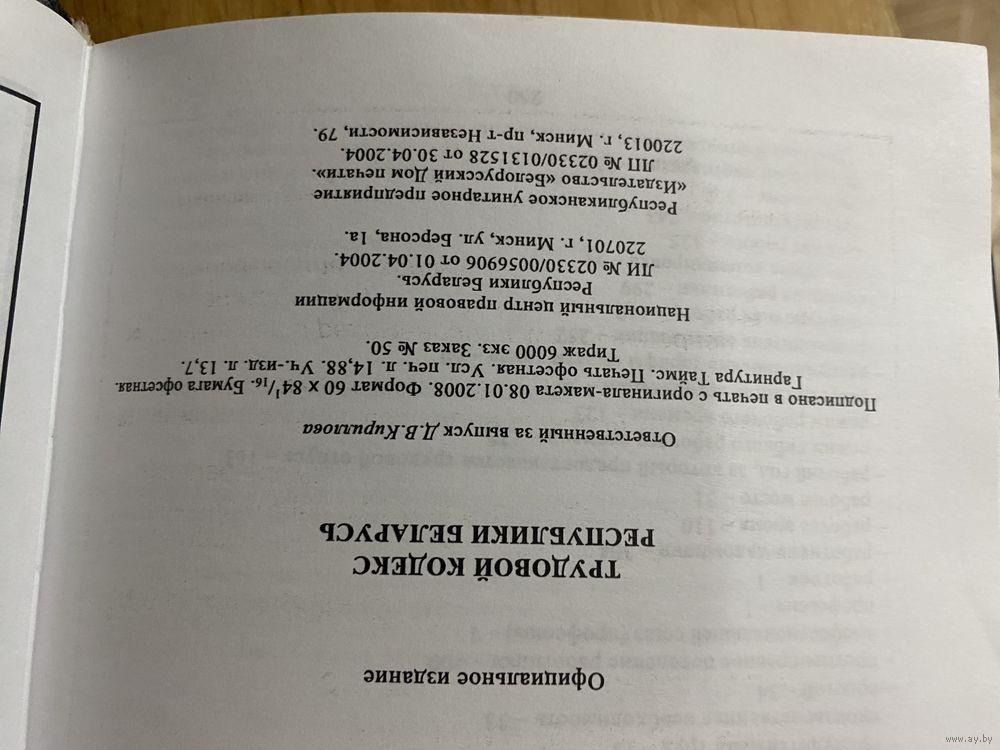 Официальное издание
ТРУДОВОЙ КОДЕКС
РЕСПУБЛИКИ БЕЛАРУСЬ
Ответственный за выпуск Д.В.Кириллова
Подписано в печать с оригинала-макета 08.01.2008. Формат 60 х 84¹/₁₆. Бумага офсетная.
Гарнитура Таймс. Печать офсетная. Усл. печ. л. 14,88. Уч.-изд. л. 13,7.
Тираж 6000 экз. Заказ № 50.
Национальный центр правовой информации
Республики Беларусь.
ЛИ № 02330/0056906 от 01.04.2004.
220701, г. Минск, ул. Берсона, 1а.
Республиканское унитарное предприятие
«Издательство «Белорусский Дом печати».
ЛП № 02330/0131528 от 30.04.2004.
220013, г. Минск, пр-т Независимости, 79.
www.ay.by